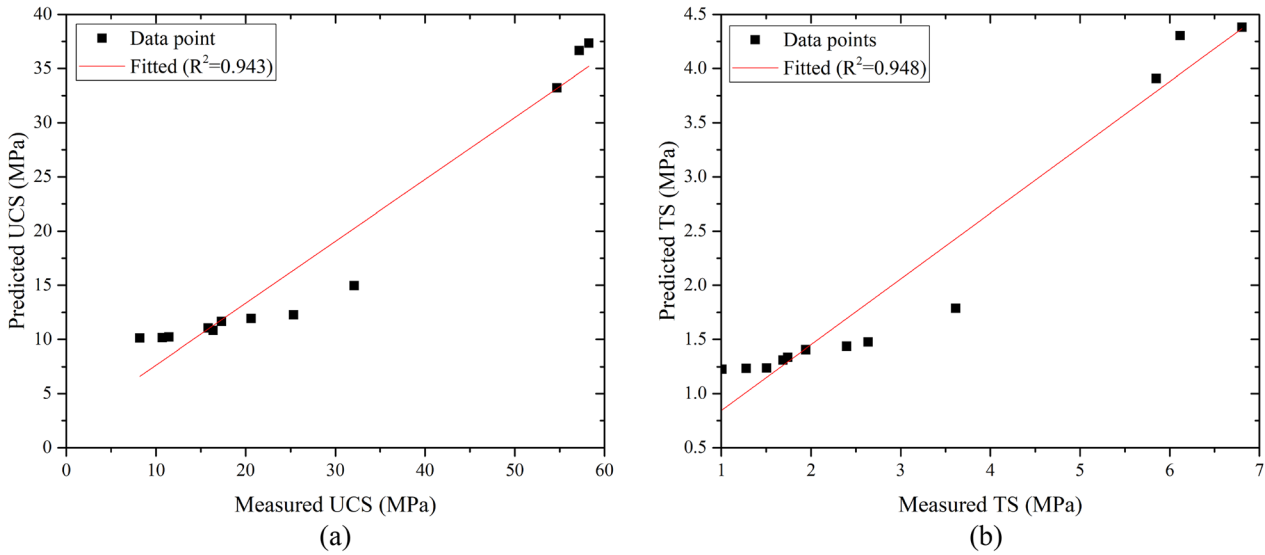 40
35
30
25
20
15
10
5
0
Predicted UCS (MPa)
Data point
Fitted (R²=0.943)
0 10 20 30 40 50 60
Measured UCS (MPa)
(a)
5.0
4.5
4.0
3.5
3.0
2.5
2.0
1.5
1.0
0.5
Predicted TS (MPa)
Data points
Fitted (R²=0.948)
1 2 3 4 5 6 7
Measured TS (MPa)
(b)